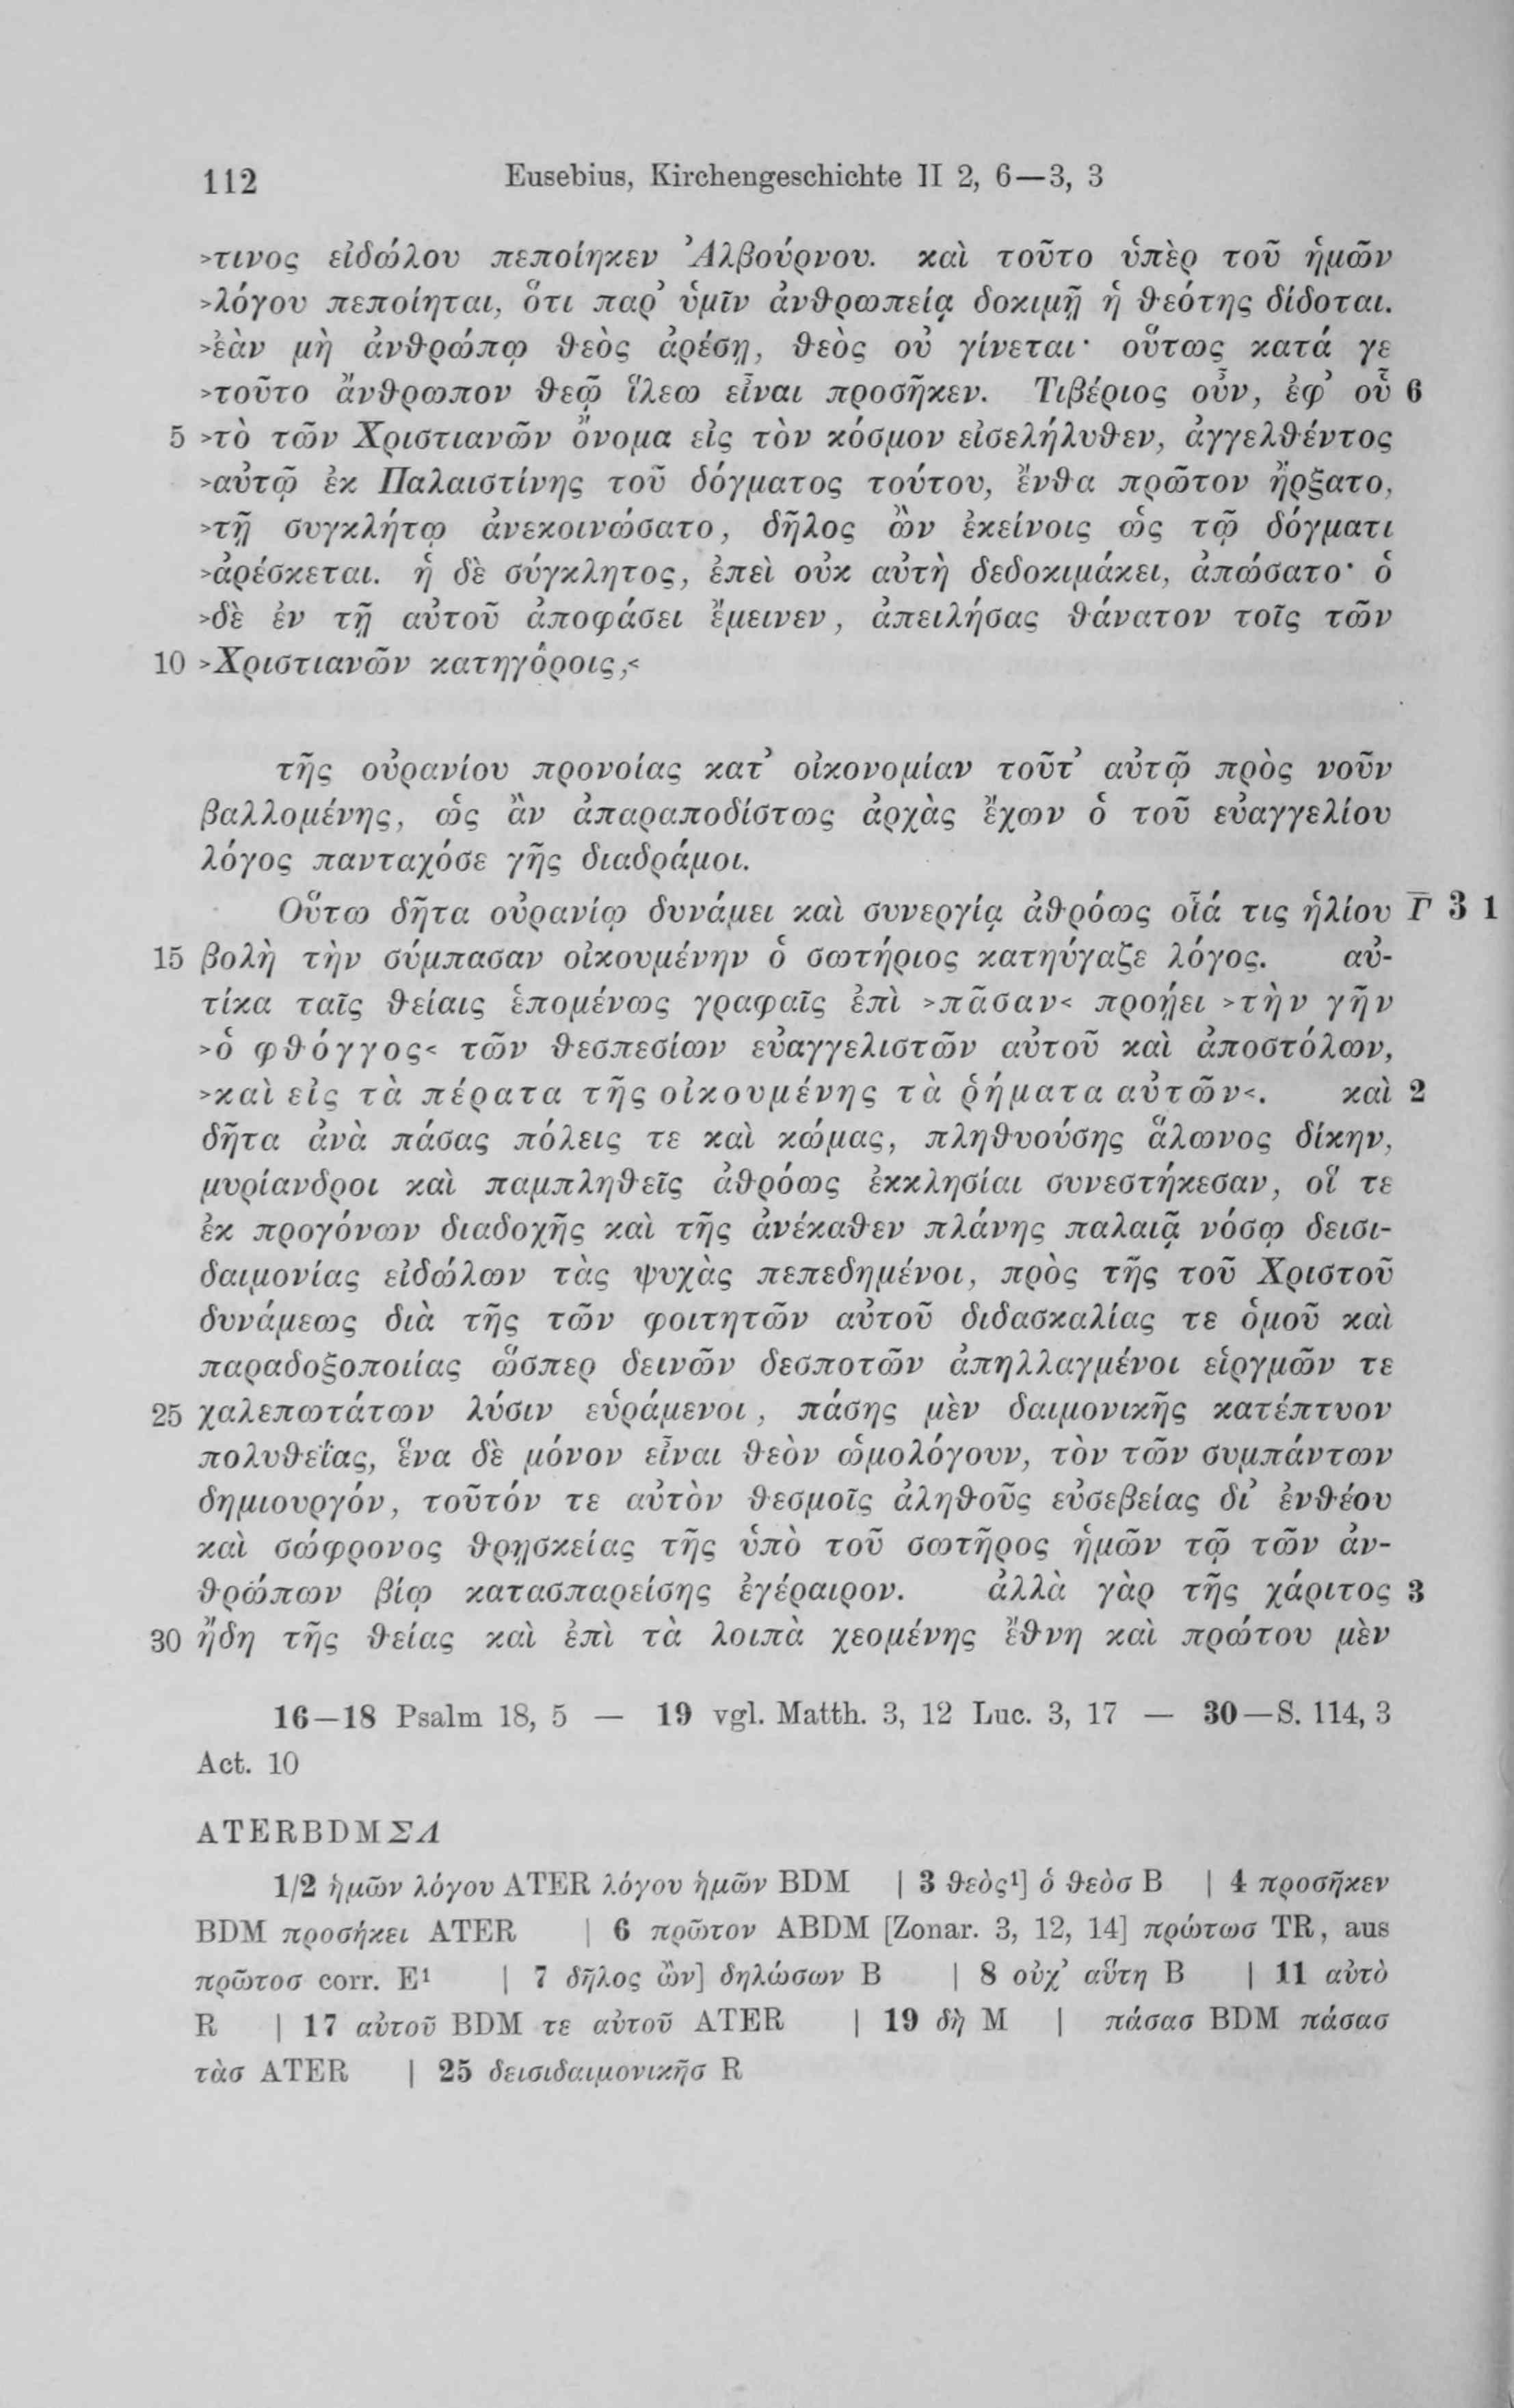 112 Eusebius, Kirchengeschichte II 2, 6—3, 3
>τινος εἰδώλου πεποίηκεν Ἀλβούρνου. καὶ τοῦτο ὑπὲρ τοῦ ἡμῶν
>λόγου πεποίηται, ὅτι παρ’ ὑμῖν ἀνθρωπείᾳ δοκιμῇ ἡ θεότης δίδοται.
>ἐὰν μὴ ἀνθρώπῳ θεὸς ἀρέσῃ, θεὸς οὐ γίνεται· οὕτως κατά γε
>τοῦτο ἄνθρωπον θεῷ ἵλεω εἶναι προσῆκεν. Τιβέριος οὖν, ἐφ’ οὗ 6
5 >τὸ τῶν Χριστιανῶν ὄνομα εἰς τὸν κόσμον εἰσελήλυθεν, ἀγγελθέντος
>αὐτῷ ἐκ Παλαιστίνης τοῦ δόγματος τούτου, ἔνθα πρῶτον ἤρξατο,
>τῇ συγκλήτῳ ἀνεκοινώσατο, δῆλος ὢν ἐκείνοις ὡς τῷ δόγματι
>ἀρέσκεται. ἡ δὲ σύγκλητος, ἐπεὶ οὐκ αὐτὴ δεδοκιμάκει, ἀπώσατο· ὁ
>δὲ ἐν τῇ αὐτοῦ ἀποφάσει ἔμεινεν, ἀπειλήσας θάνατον τοῖς τῶν
10 >Χριστιανῶν κατηγόροις,<
τῆς οὐρανίου προνοίας κατ’ οἰκονομίαν τοῦτ’ αὐτῷ πρὸς νοῦν
βαλλομένης, ὡς ἂν ἀπαραποδίστως ἀρχὰς ἔχων ὁ τοῦ εὐαγγελίου
λόγος πανταχόσε γῆς διαδράμοι.
Οὕτω δῆτα οὐρανίῳ δυνάμει καὶ συνεργίᾳ ἀθρόως οἷά τις ἡλίου Γ̅ 3 1
15 βολὴ τὴν σύμπασαν οἰκουμένην ὁ σωτήριος κατηύγαζε λόγος. αὐ-
τίκα ταῖς θείαις ἑπομένως γραφαῖς ἐπὶ >πᾶσαν< προῄει >τὴν γῆν
>ὁ φθόγγος< τῶν θεσπεσίων εὐαγγελιστῶν αὐτοῦ καὶ ἀποστόλων,
>καὶ εἰς τὰ πέρατα τῆς οἰκουμένης τὰ ῥήματα αὐτῶν<. καὶ 2
δῆτα ἀνὰ πάσας πόλεις τε καὶ κώμας, πληθυούσης ἅλωνος δίκην,
μυρίανδροι καὶ παμπληθεῖς ἀθρόως ἐκκλησίαι συνεστήκεσαν, οἵ τε
ἐκ προγόνων διαδοχῆς καὶ τῆς ἀνέκαθεν πλάνης παλαιᾷ νόσῳ δεισι-
δαιμονίας εἰδώλων τὰς ψυχὰς πεπεδημένοι, πρὸς τῆς τοῦ Χριστοῦ
δυνάμεως διὰ τῆς τῶν φοιτητῶν αὐτοῦ διδασκαλίας τε ὁμοῦ καὶ
παραδοξοποιίας ὥσπερ δεινῶν δεσποτῶν ἀπηλλαγμένοι εἱργμῶν τε
25 χαλεπωτάτων λύσιν εὑράμενοι, πάσης μὲν δαιμονικῆς κατέπτυον
πολυθεΐας, ἕνα δὲ μόνον εἶναι θεὸν ὡμολόγουν, τὸν τῶν συμπάντων
δημιουργόν, τοῦτόν τε αὐτὸν θεσμοῖς ἀληθοῦς εὐσεβείας δι’ ἐνθέου
καὶ σώφρονος θρῃσκείας τῆς ὑπὸ τοῦ σωτῆρος ἡμῶν τῷ τῶν ἀν-
θρώπων βίῳ κατασπαρείσης ἐγέραιρον. ἀλλὰ γὰρ τῆς χάριτος 3
30 ἤδη τῆς θείας καὶ ἐπὶ τὰ λοιπὰ χεομένης ἔθνη καὶ πρώτου μὲν
16—18 Psalm 18, 5 — 19 vgl. Matth. 3, 12 Luc. 3, 17 — 30—S. 114, 3
Act. 10
ATERBDMΣΛ
1/2 ἡμῶν λόγου ATER λόγου ἡμῶν BDM | 3 θεὸς¹] ὁ θεὸσ B | 4 προσῆκεν
BDM προσήκει ATER | 6 πρῶτον ABDM [Zonar. 3, 12, 14] πρώτωσ TR, aus
πρῶτοσ corr. E¹ | 7 δῆλος ὢν] δηλώσων B | 8 οὐχ’ αὕτη B | 11 αὐτὸ
R | 17 αὐτοῦ BDM τε αὐτοῦ ATER | 19 δὴ M | πάσασ BDM πάσασ
τὰσ ATER | 25 δεισιδαιμονικῆσ R